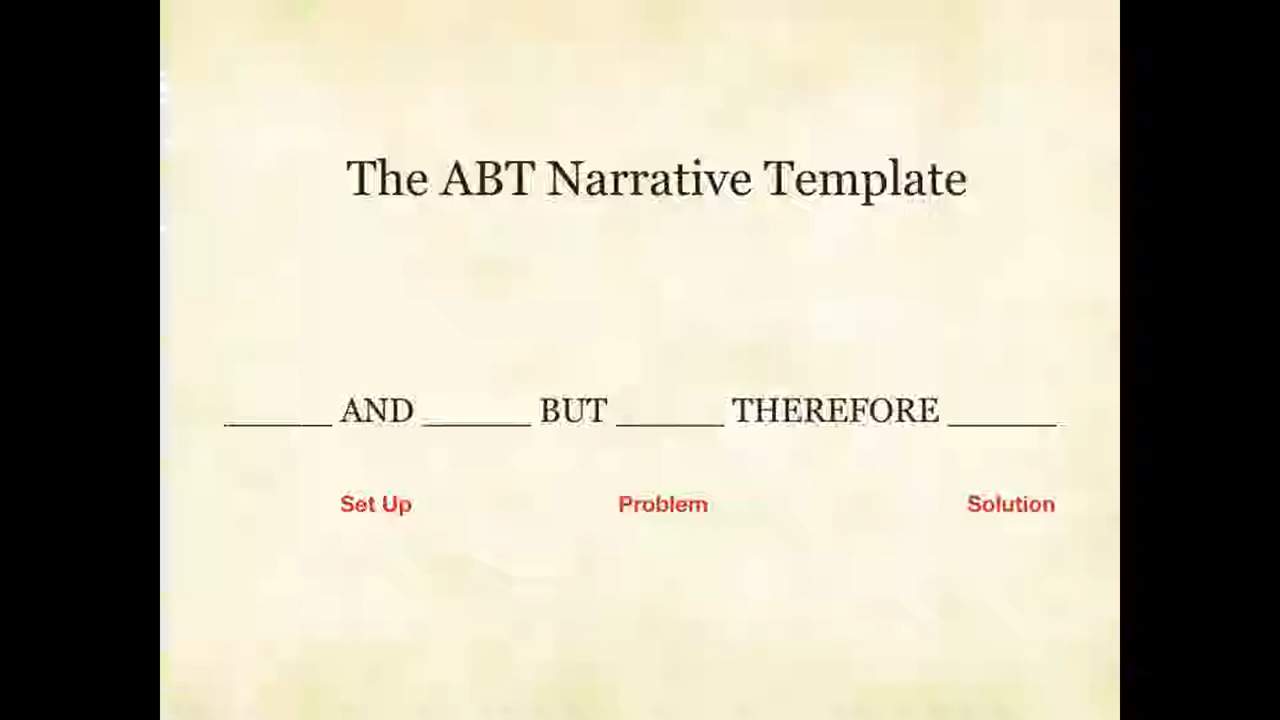 The ABT Narrative Template
______ AND ______ BUT ______ THEREFORE ______
Set Up Problem Solution